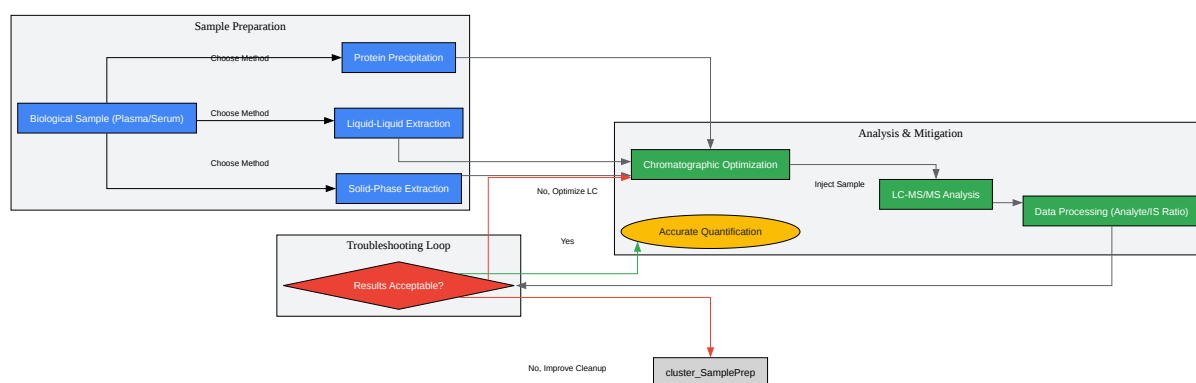 Sample Preparation
Choose Method
Protein Precipitation
Biological Sample (Plasma/Serum)
Choose Method
Liquid-Liquid Extraction
Choose Method
Solid-Phase Extraction
Analysis & Mitigation
Chromatographic Optimization
No, Optimize LC
Inject Sample
LC-MS/MS Analysis
Data Processing (Analyte/IS Ratio)
Accurate Quantification
Yes
Troubleshooting Loop
Results Acceptable?
No, Improve Cleanup
cluster_SamplePrep